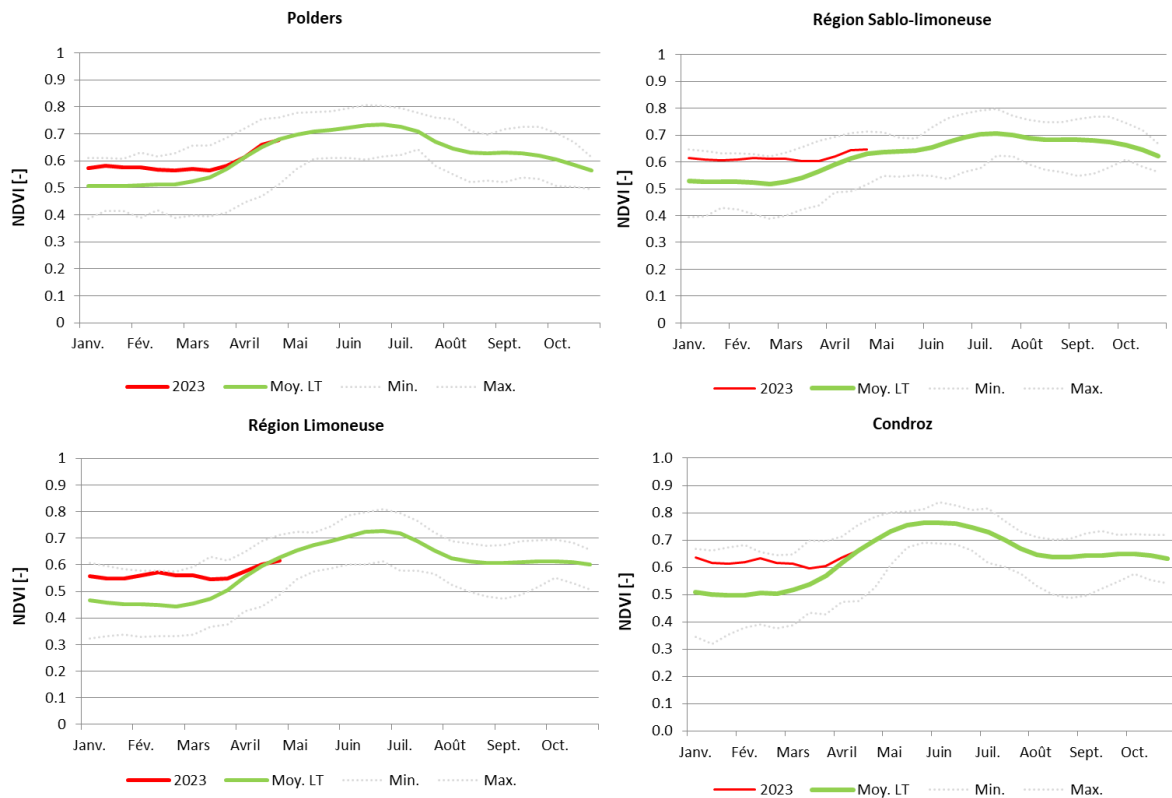 Polders
NDVI [-]
1
0.9
0.8
0.7
0.6
0.5
0.4
0.3
0.2
0.1
0
Janv. Fév. Mars Avril Mai Juin Juil. Août Sept. Oct.
2023 Moy. LT Min. Max.
Région Sablo-limoneuse
NDVI [-]
1
0.9
0.8
0.7
0.6
0.5
0.4
0.3
0.2
0.1
0
Janv. Fév. Mars Avril Mai Juin Juil. Août Sept. Oct.
2023 Moy. LT Min. Max.
Région Limoneuse
NDVI [-]
1
0.9
0.8
0.7
0.6
0.5
0.4
0.3
0.2
0.1
0
Janv. Fév. Mars Avril Mai Juin Juil. Août Sept. Oct.
2023 Moy. LT Min. Max.
Condroz
NDVI [-]
1.0
0.9
0.8
0.7
0.6
0.5
0.4
0.3
0.2
0.1
0.0
Janv. Fév. Mars Avril Mai Juin Juil. Août Sept. Oct.
2023 Moy. LT Min. Max.